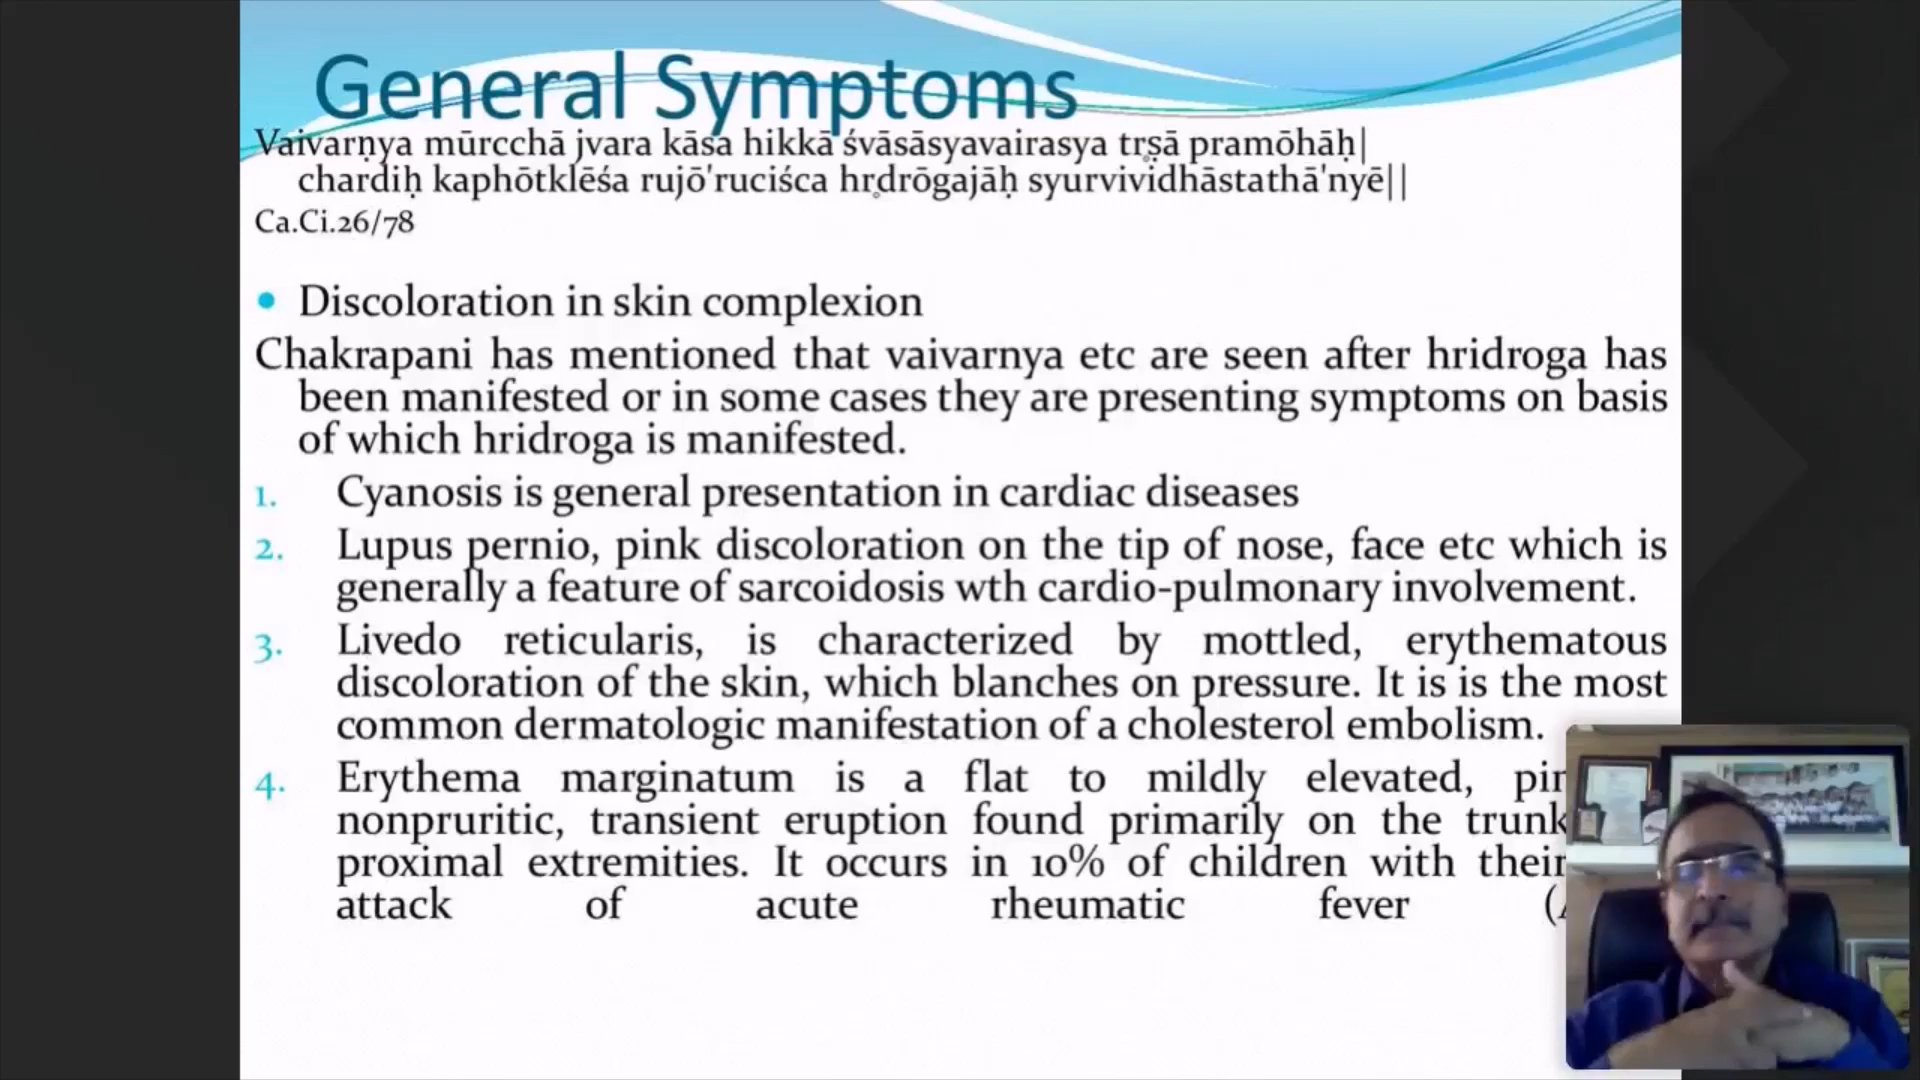 General Symptoms
Vaivarṇya mūrcchā jvara kāsa hikkā śvāsāsyavairasya tr̥ṣā pramōhāḥ|
chardiḥ kaphōtklēśa rujō'ruciśca hr̥drōgajāḥ syurvividhāstathā'nyē||
Ca.Ci.26/78
• Discoloration in skin complexion
Chakrapani has mentioned that vaivarnya etc are seen after hridroga has
been manifested or in some cases they are presenting symptoms on basis
of which hridroga is manifested.
1. Cyanosis is general presentation in cardiac diseases
2. Lupus pernio, pink discoloration on the tip of nose, face etc which is
generally a feature of sarcoidosis wth cardio-pulmonary involvement.
3. Livedo reticularis, is characterized by mottled, erythematous
discoloration of the skin, which blanches on pressure. It is is the most
common dermatologic manifestation of a cholesterol embolism.
4. Erythema marginatum is a flat to mildly elevated,
nonpruritic, transient eruption found primarily on the trunk
proximal extremities. It occurs in 10% of children with their
attack of acute rheumatic fever